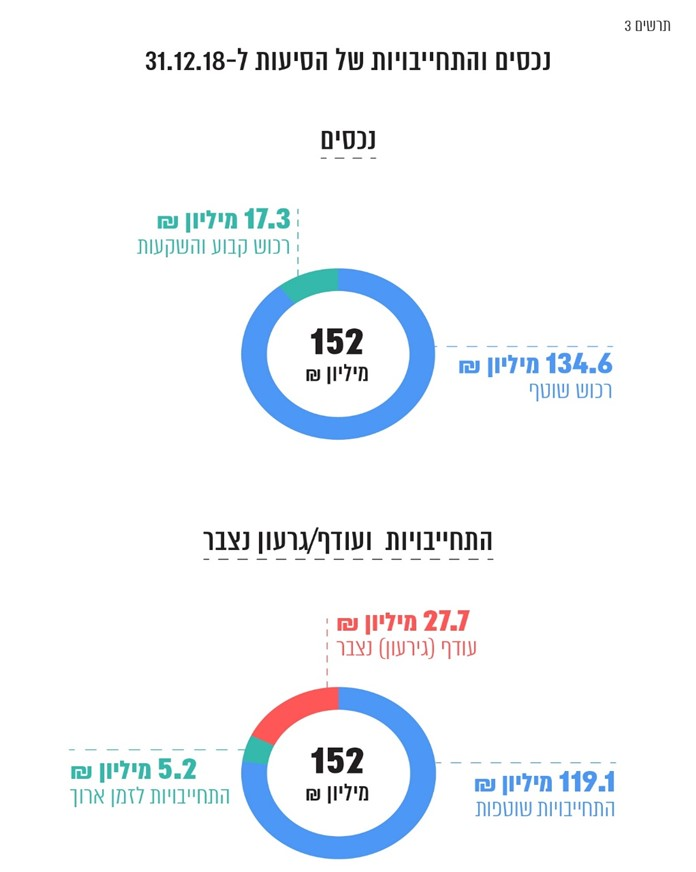 תרשים 3
נכסים והתחייבויות של הסיעות ל-31.12.18
נכסים
17.3 מיליון ₪
רכוש קבוע והשקעות
152
מיליון ₪
134.6 מיליון ₪
רכוש שוטף
התחייבויות ועודף/גרעון נצבר
27.7 מיליון ₪
עודף (גירעון) נצבר
152
מיליון ₪
5.2 מיליון ₪
התחייבויות לזמן ארוך
119.1 מיליון ₪
התחייבויות שוטפות